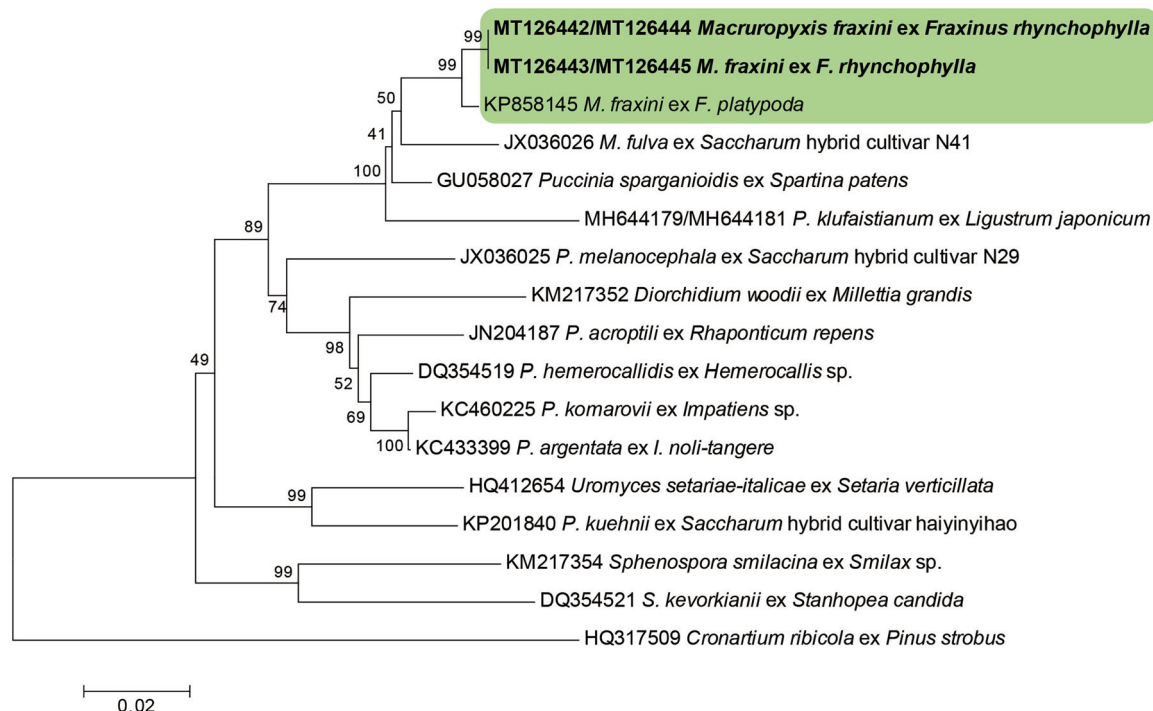 MT126442/MT126444 Macruropyxis fraxini ex Fraxinus rhynchophylla
99
MT126443/MT126445 M. fraxini ex F. rhynchophylla
99
KP858145 M. fraxini ex F. platypoda
50
JX036026 M. fulva ex Saccharum hybrid cultivar N41
41
GU058027 Puccinia sparganioidis ex Spartina patens
100
MH644179/MH644181 P. klufaistianum ex Ligustrum japonicum
89
JX036025 P. melanocephala ex Saccharum hybrid cultivar N29
74
KM217352 Diorchidium woodii ex Millettia grandis
JN204187 P. acroptili ex Rhaponticum repens
98
49
DQ354519 P. hemerocallidis ex Hemerocallis sp.
52
KC460225 P. komarovii ex Impatiens sp.
69
100
KC433399 P. argentata ex I. noli-tangere
HQ412654 Uromyces setariae-italicae ex Setaria verticillata
99
KP201840 P. kuehnii ex Saccharum hybrid cultivar haiyinyihao
KM217354 Sphenospora smilacina ex Smilax sp.
99
DQ354521 S. kevorkianii ex Stanhopea candida
HQ317509 Cronartium ribicola ex Pinus strobus
0.02